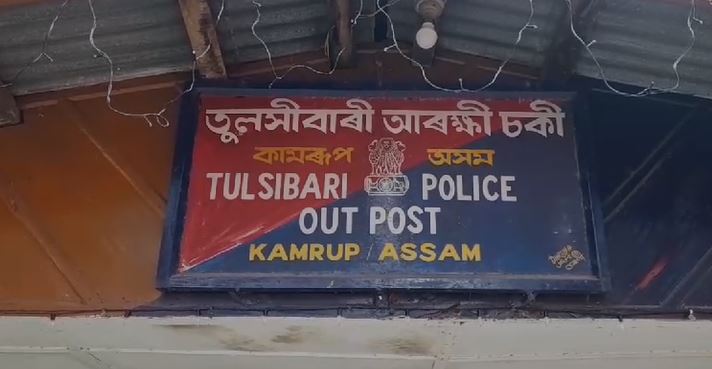 তুলসীবাৰী আৰক্ষী চকী
কামৰূপ অসম
TULSIBARI POLICE
OUT POST
KAMRUP ASSAM